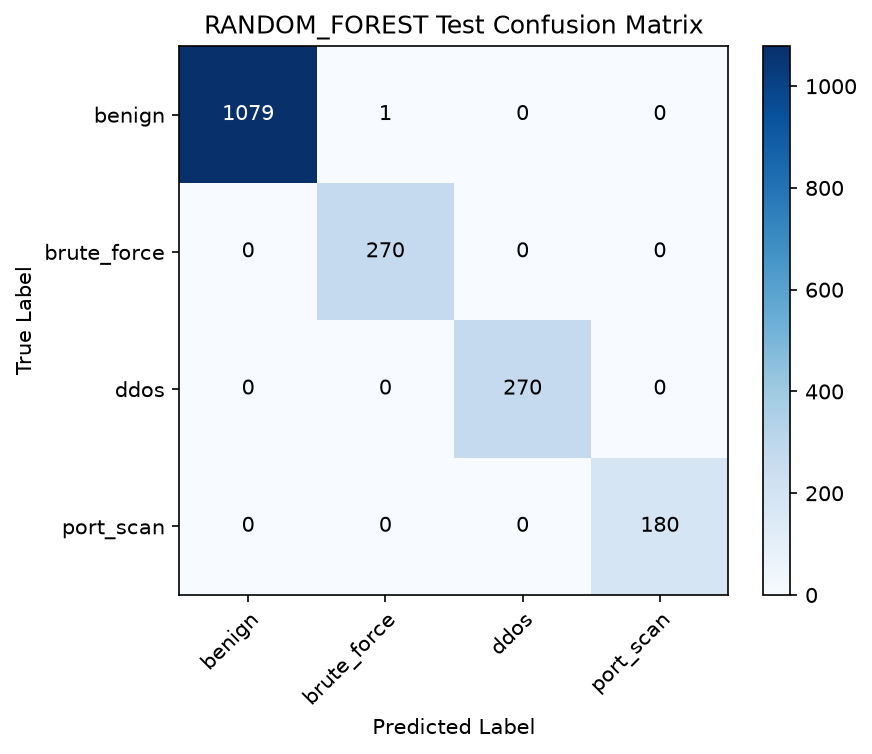 RANDOM_FOREST Test Confusion Matrix
True Label
benign 1079 1 0 0
brute_force 0 270 0 0
ddos 0 0 270 0
port_scan 0 0 0 180
benign brute_force ddos port_scan
Predicted Label
1000
800
600
400
200
0